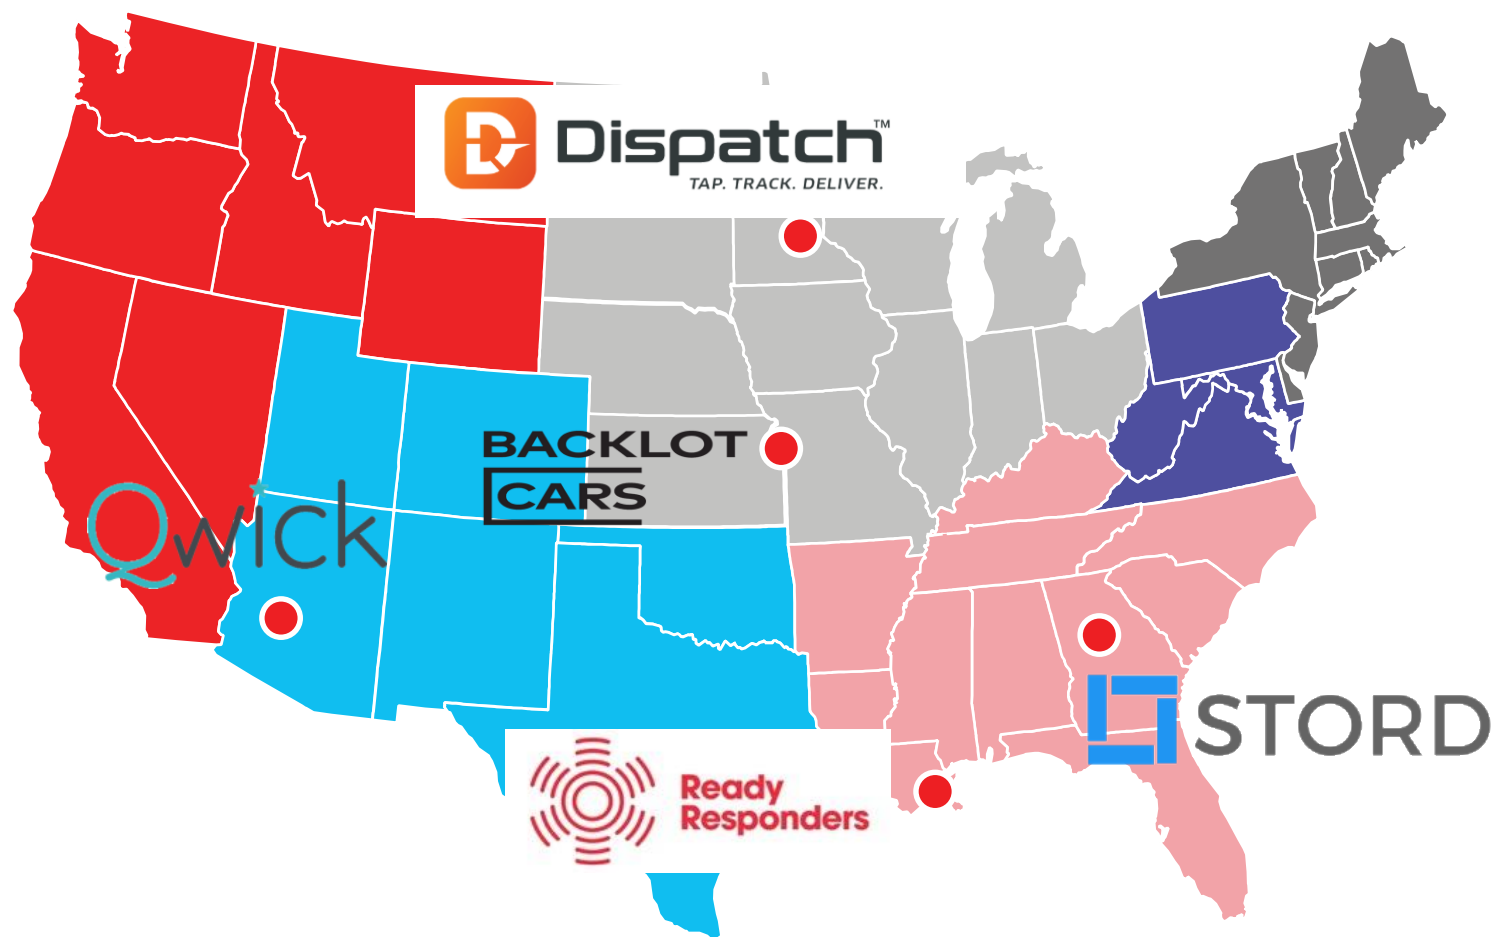 Dispatch™
TAP. TRACK. DELIVER.
BACKLOT
CARS
Qwick
STORD
Ready
Responders